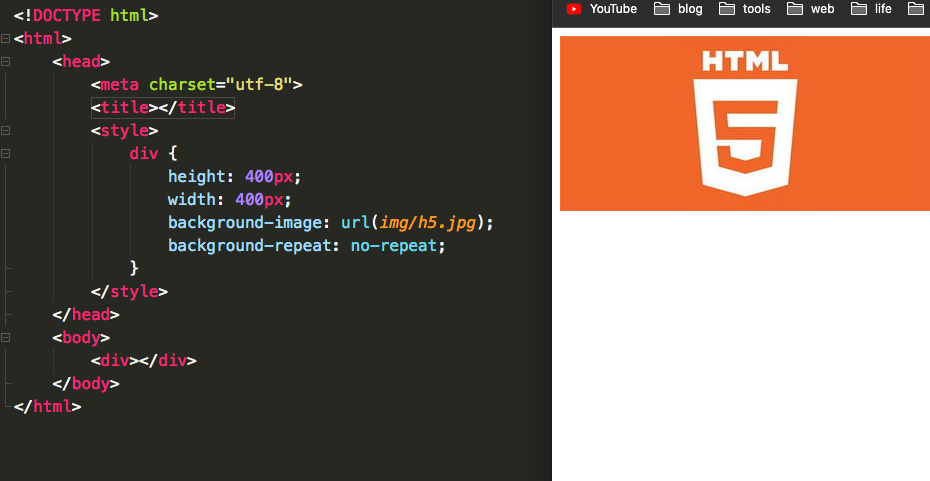 <!DOCTYPE html>
<html>
<head>
<meta charset="utf-8">
<title></title>
<style>
div {
height: 400px;
width: 400px;
background-image: url(img/h5.jpg);
background-repeat: no-repeat;
}
</style>
</head>
<body>
<div></div>
</body>
</html>
YouTube blog tools web life
HTML
5